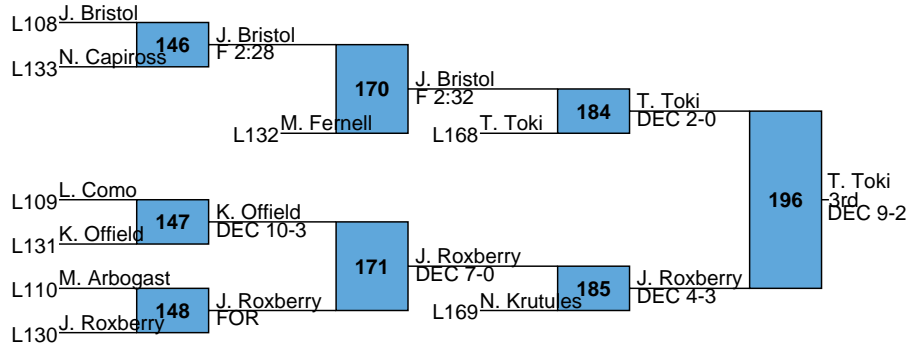 L108 J. Bristol
146
J. Bristol
F 2:28
L133 N. Capiross
170
J. Bristol
F 2:32
184
T. Toki
DEC 2-0
L132 M. Fernell
L168 T. Toki
196
T. Toki
3rd
DEC 9-2
L109 L. Como
147
K. Offield
DEC 10-3
L131 K. Offield
171
J. Roxberry
DEC 7-0
185
J. Roxberry
DEC 4-3
L110 M. Arbogast
148
J. Roxberry
FOR
L169 N. Krutules
L130 J. Roxberry